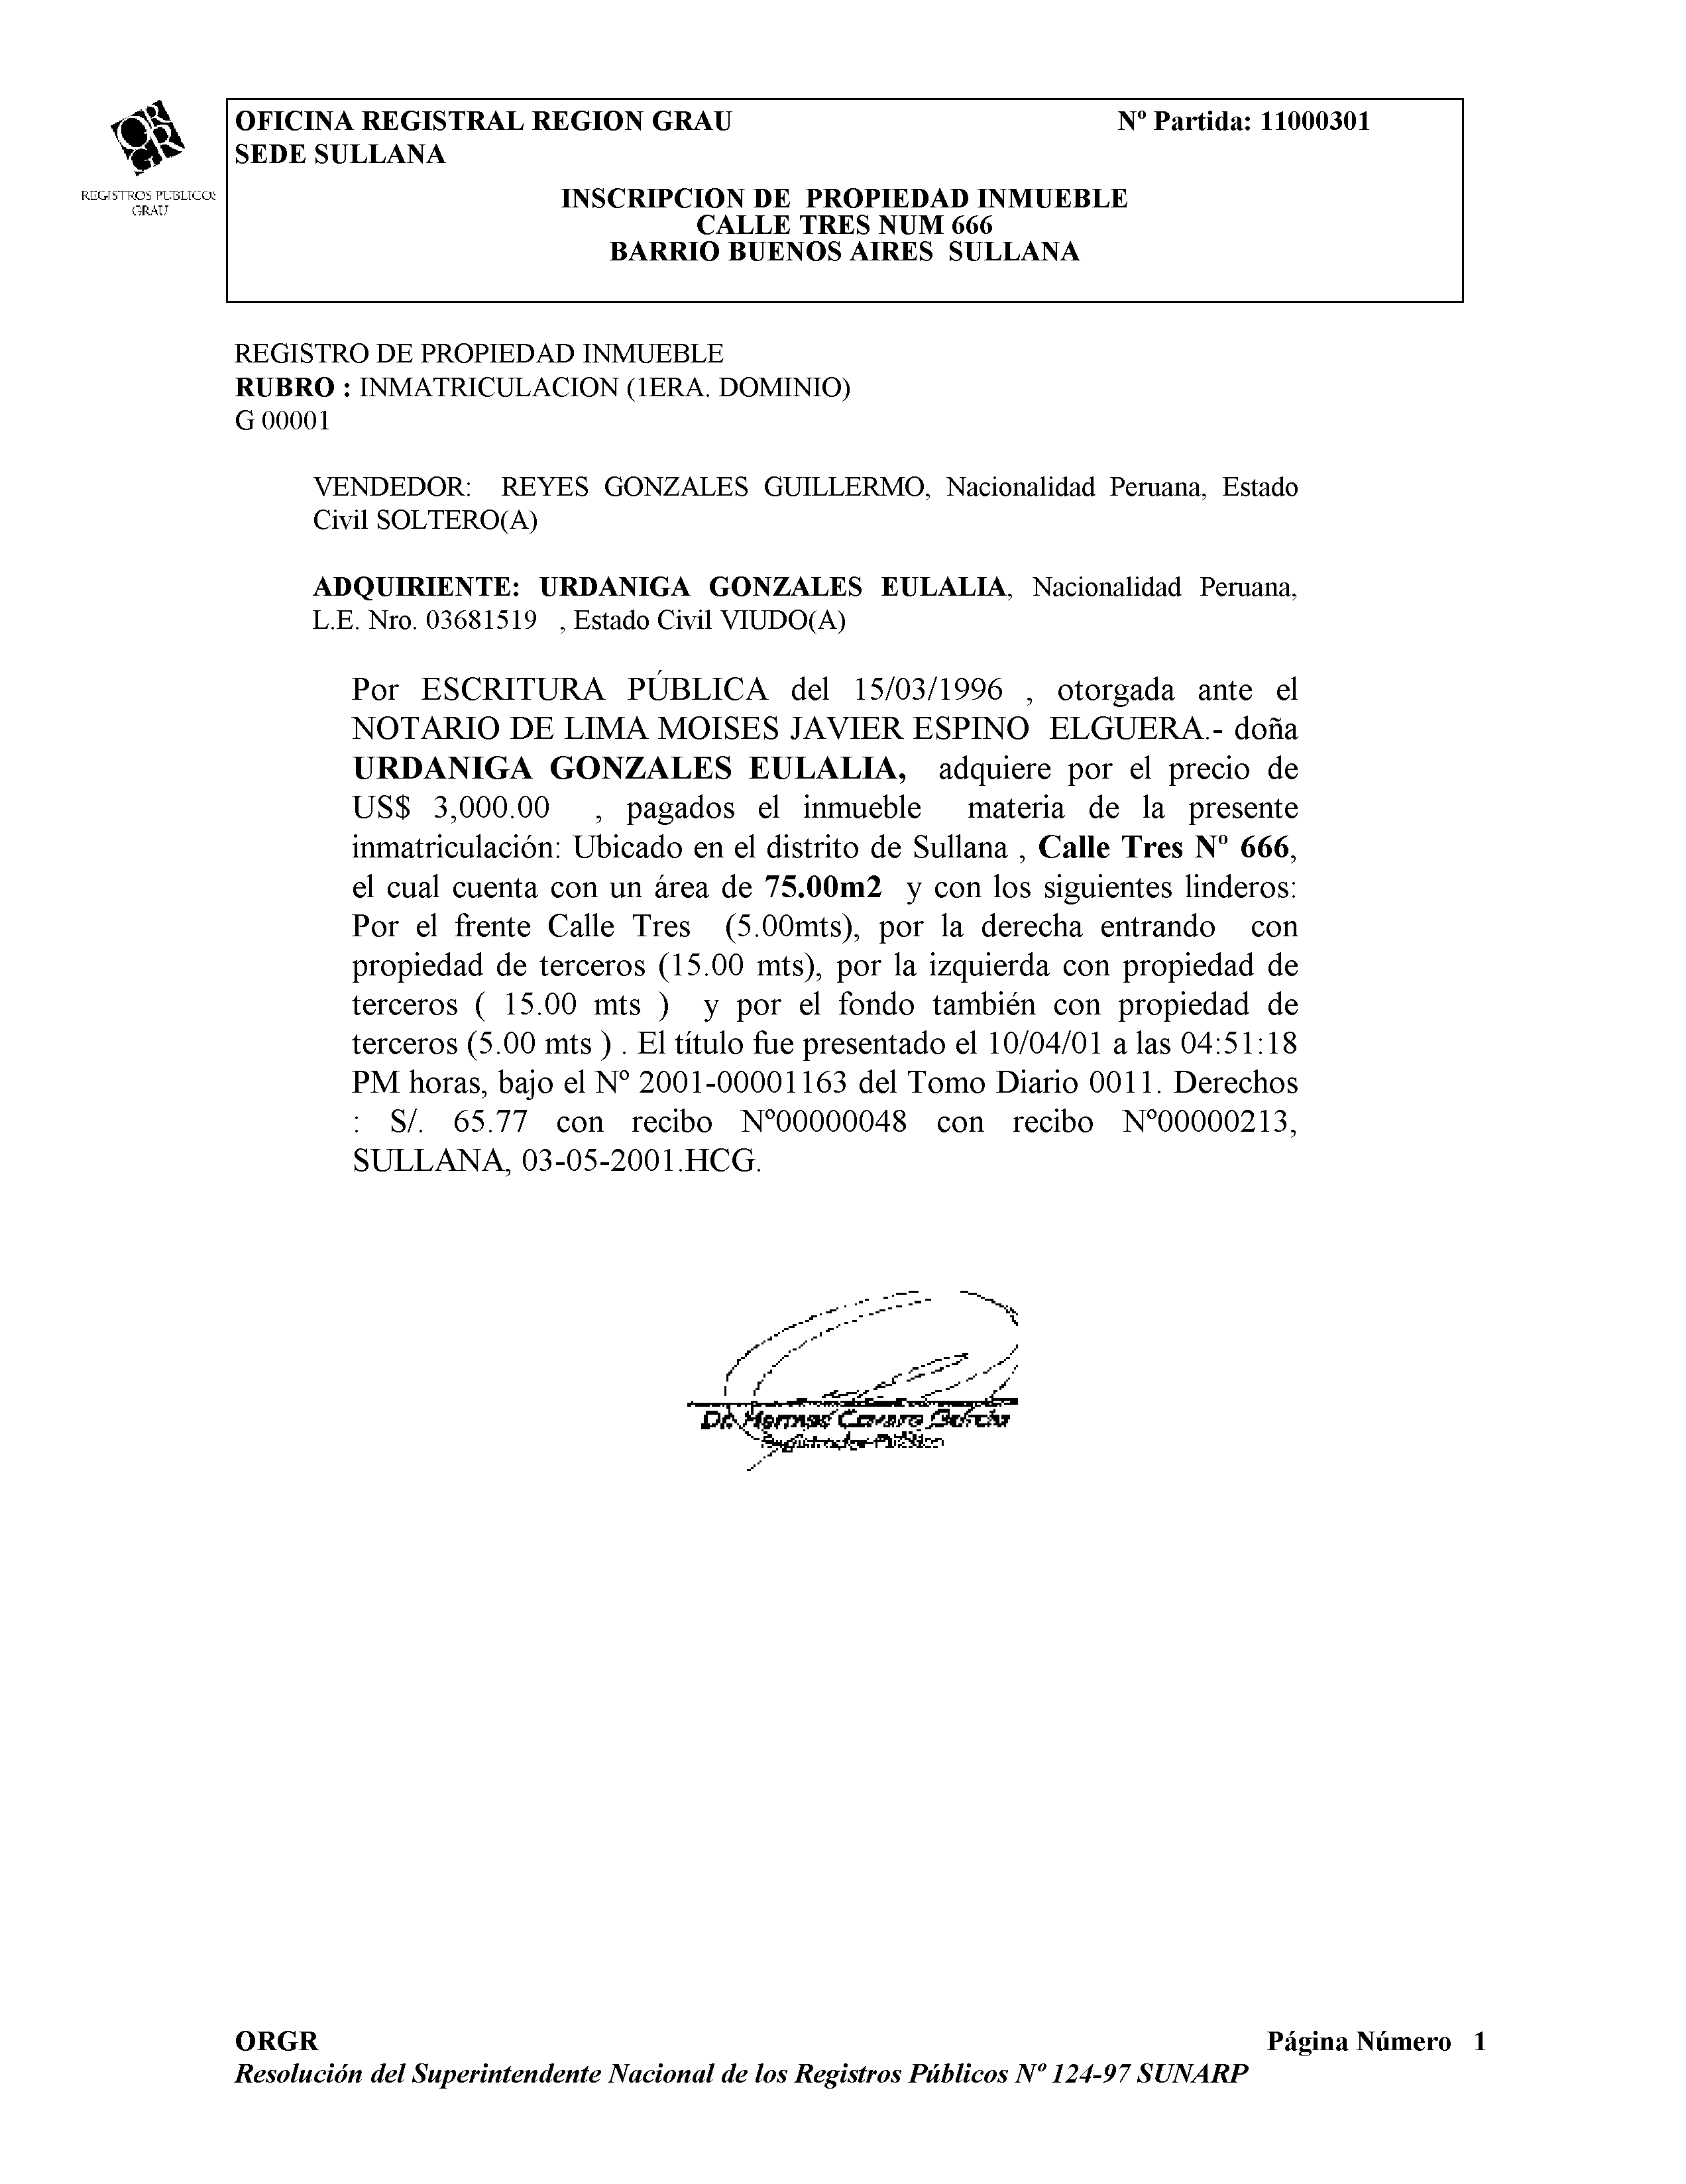 OFICINA REGISTRAL REGION GRAU Nº Partida: 11000301
SEDE SULLANA
REGISTROS PUBLICOS
GRAU
INSCRIPCION DE PROPIEDAD INMUEBLE
CALLE TRES NUM 666
BARRIO BUENOS AIRES SULLANA
REGISTRO DE PROPIEDAD INMUEBLE
RUBRO : INMATRICULACION (1ERA. DOMINIO)
G 00001
VENDEDOR: REYES GONZALES GUILLERMO, Nacionalidad Peruana, Estado
Civil SOLTERO(A)
ADQUIRIENTE: URDANIGA GONZALES EULALIA, Nacionalidad Peruana,
L.E. Nro. 03681519 , Estado Civil VIUDO(A)
Por ESCRITURA PÚBLICA del 15/03/1996 , otorgada ante el
NOTARIO DE LIMA MOISES JAVIER ESPINO ELGUERA.- doña
URDANIGA GONZALES EULALIA, adquiere por el precio de
US$ 3,000.00 , pagados el inmueble materia de la presente
inmatriculación: Ubicado en el distrito de Sullana , Calle Tres Nº 666,
el cual cuenta con un área de 75.00m2 y con los siguientes linderos:
Por el frente Calle Tres (5.00mts), por la derecha entrando con
propiedad de terceros (15.00 mts), por la izquierda con propiedad de
terceros ( 15.00 mts ) y por el fondo también con propiedad de
terceros (5.00 mts ) . El título fue presentado el 10/04/01 a las 04:51:18
PM horas, bajo el Nº 2001-00001163 del Tomo Diario 0011. Derechos
: S/. 65.77 con recibo Nº00000048 con recibo Nº00000213,
SULLANA, 03-05-2001.HCG.
Dr.
ORGR Página Número 1
Resolución del Superintendente Nacional de los Registros Públicos Nº 124-97 SUNARP